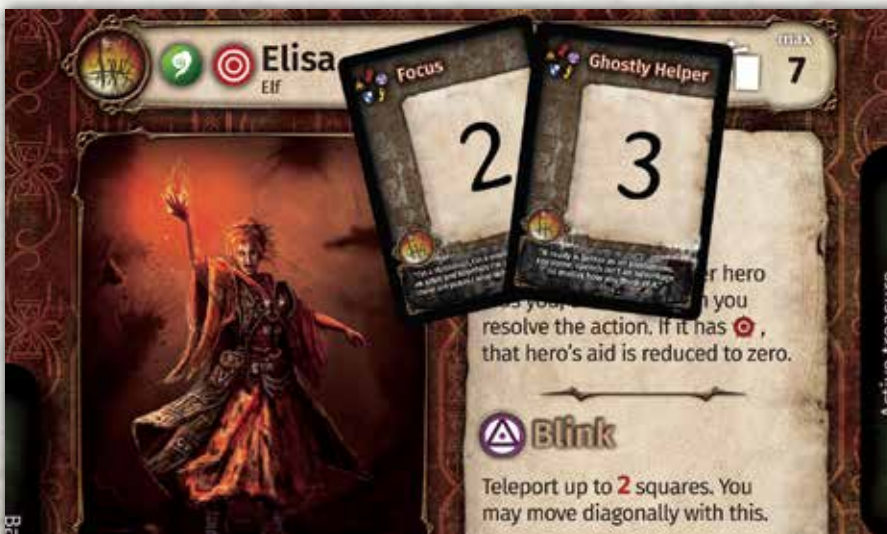 Elisa
Elf
Focus
2
Ghostly Helper
3
max
7
hero
you
resolve the action. If it has
that hero's aid is reduced to zero.
Blink
Teleport up to 2 squares. You
may move diagonally with this.